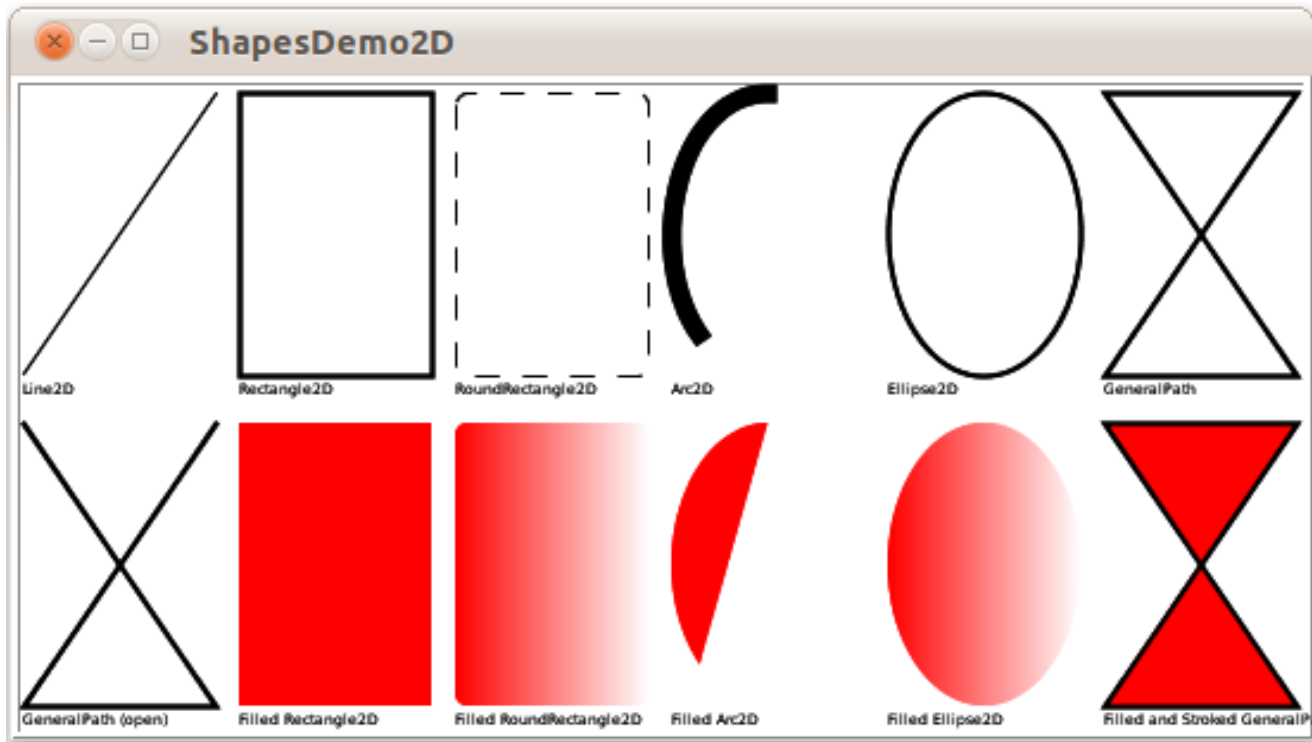 ShapesDemo2D
Line2D
Rectangle2D
RoundRectangle2D
Arc2D
Ellipse2D
GeneralPath
GeneralPath (open)
Filled Rectangle2D
Filled RoundRectangle2D
Filled Arc2D
Filled Ellipse2D
Filled and Stroked